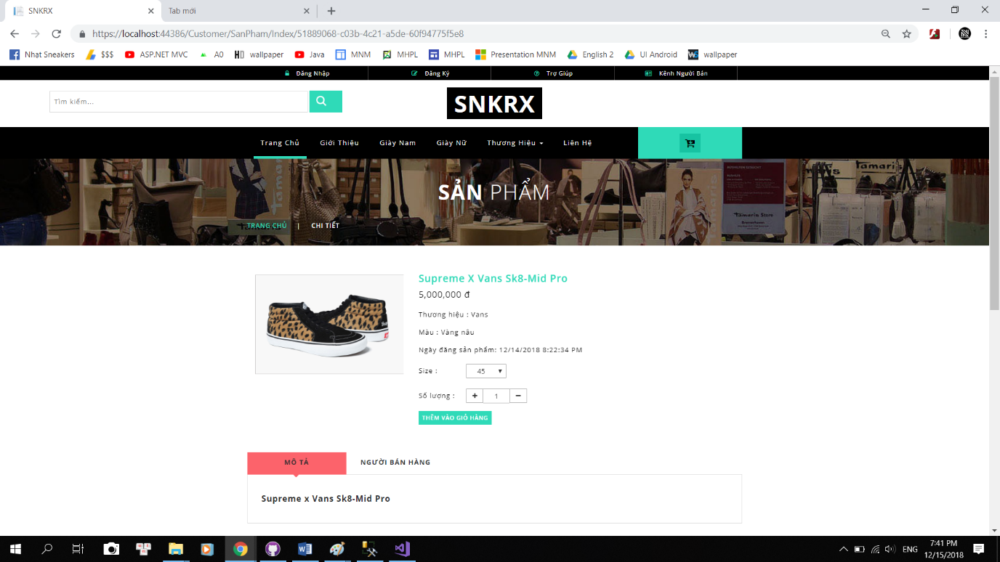 SNKRX
Tab mới
https://localhost:44386/Customer/SanPham/Index/51889068-c03b-4c21-a5de-60f94775f5e8
Nhat Sneakers
$$$
ASP.NET MVC
A0
wallpaper
Java
MNM
MHPL
MHPL
Presentation MNM
English 2
UI Android
wallpaper
Đăng Nhập
Đăng Ký
Trợ Giúp
Kênh Người Bán
Tìm kiếm...
SNKRX
Trang Chủ
Giới Thiệu
Giày Nam
Giày Nữ
Thương Hiệu
Liên Hệ
SẢN PHẨM
TRANG CHỦ | CHI TIẾT
Tamaris Store
Supreme X Vans Sk8-Mid Pro
5,000,000 đ
Thương hiệu : Vans
Màu : Vàng nâu
Ngày đăng sản phẩm: 12/14/2018 8:22:34 PM
Size : 45
Số lượng : + 1 −
THÊM VÀO GIỎ HÀNG
MÔ TẢ
NGƯỜI BÁN HÀNG
Supreme x Vans Sk8-Mid Pro
ENG
7:41 PM
12/15/2018